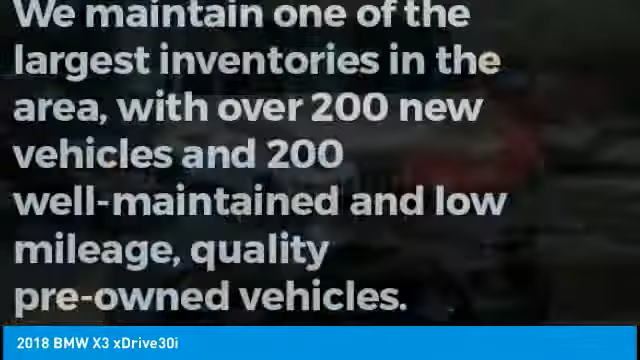 We maintain one of the
largest inventories in the
area, with over 200 new
vehicles and 200
well-maintained and low
mileage, quality
pre-owned vehicles.
2018 BMW X3 xDrive30i